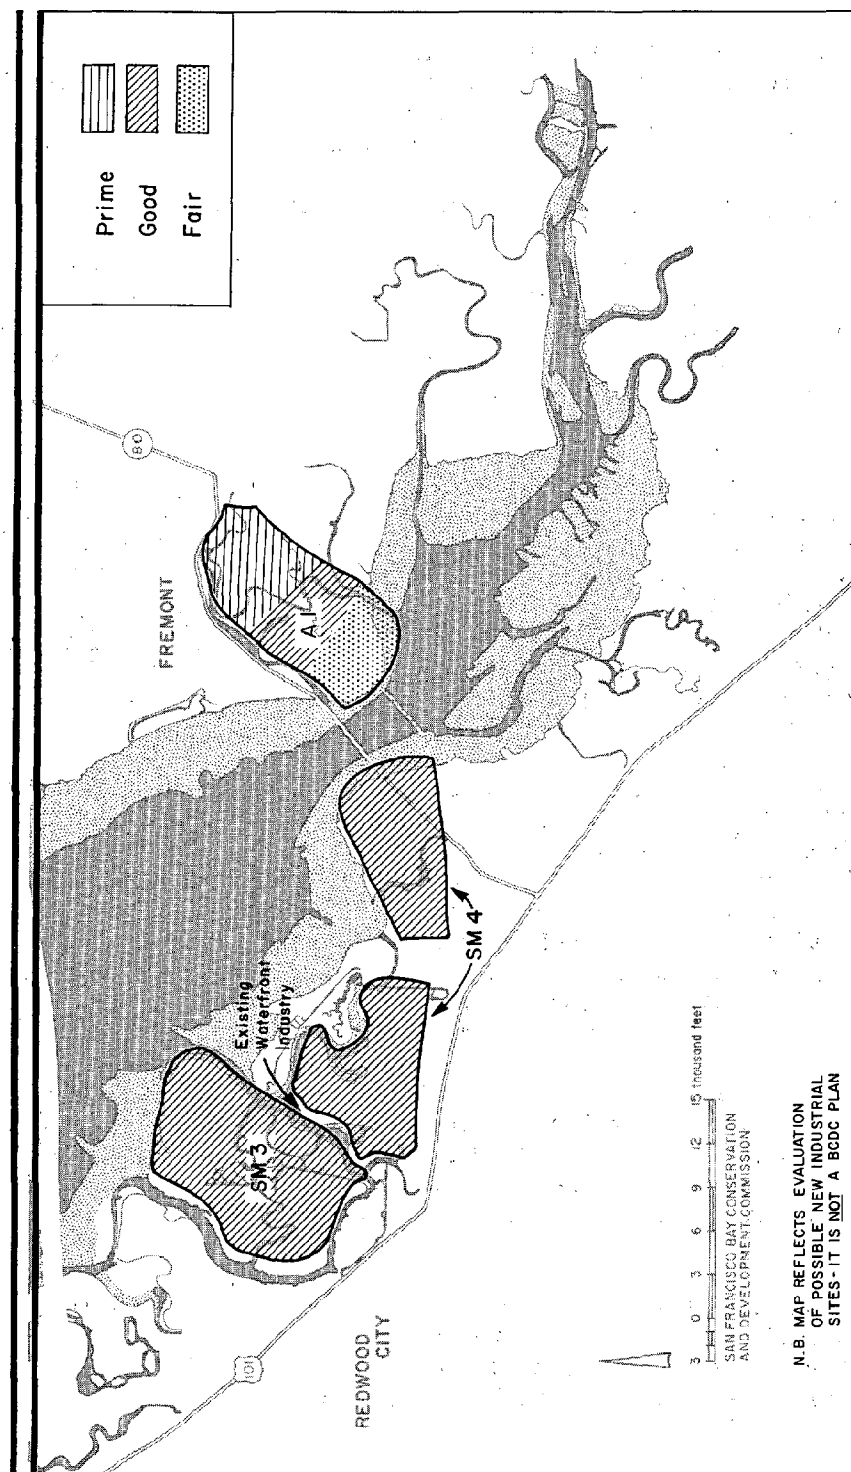 Prime
Good
Fair
80
FREMONT
A.1
SM 4
Existing
Waterfront
Industry
SM 3
101
REDWOOD
CITY
3 0 3 6 9 12 15 thousand feet
SAN FRANCISCO BAY CONSERVATION
AND DEVELOPMENT COMMISSION
N.B. MAP REFLECTS EVALUATION
OF POSSIBLE NEW INDUSTRIAL
SITES - IT IS NOT A BCDC PLAN